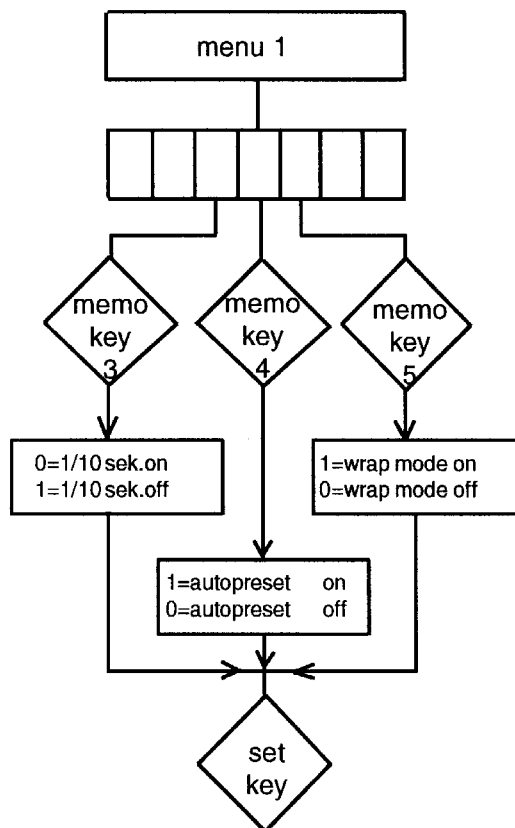 menu 1
memo
key
3
memo
key
4
memo
key
5
0=1/10 sek.on
1=1/10 sek.off
1=wrap mode on
0=wrap mode off
1=autopreset on
0=autopreset off
set
key